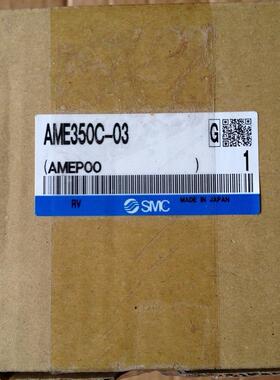 AME350C-03 G
(AMEP00 ) 1
RV SMC MADE IN JAPAN